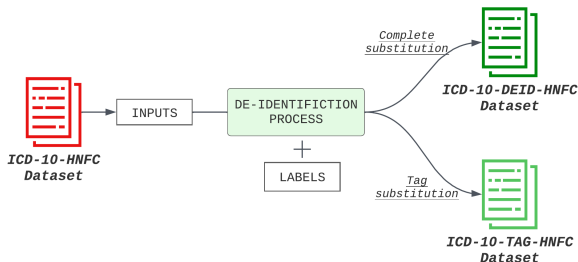 ICD-10-HNFC
Dataset
INPUTS
DE-IDENTIFICTION
PROCESS
LABELS
Complete
substitution
ICD-10-DEID-HNFC
Dataset
Tag
substitution
ICD-10-TAG-HNFC
Dataset